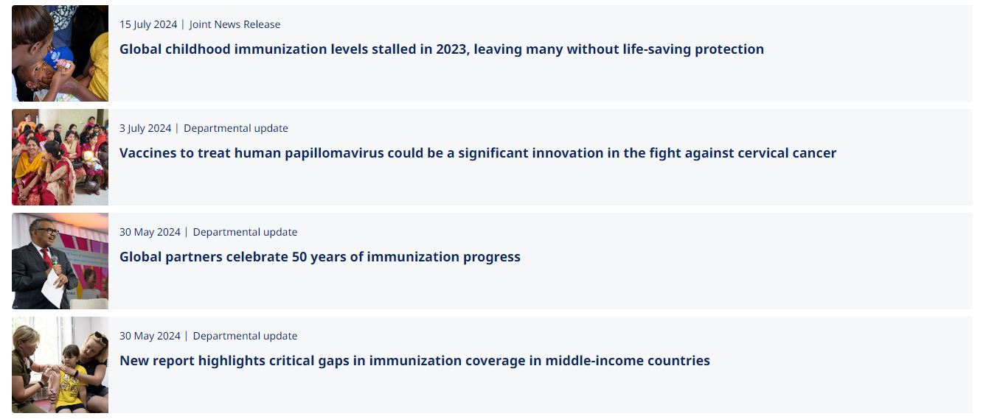 15 July 2024 | Joint News Release
Global childhood immunization levels stalled in 2023, leaving many without life-saving protection
3 July 2024 | Departmental update
Vaccines to treat human papillomavirus could be a significant innovation in the fight against cervical cancer
30 May 2024 | Departmental update
Global partners celebrate 50 years of immunization progress
30 May 2024 | Departmental update
New report highlights critical gaps in immunization coverage in middle-income countries